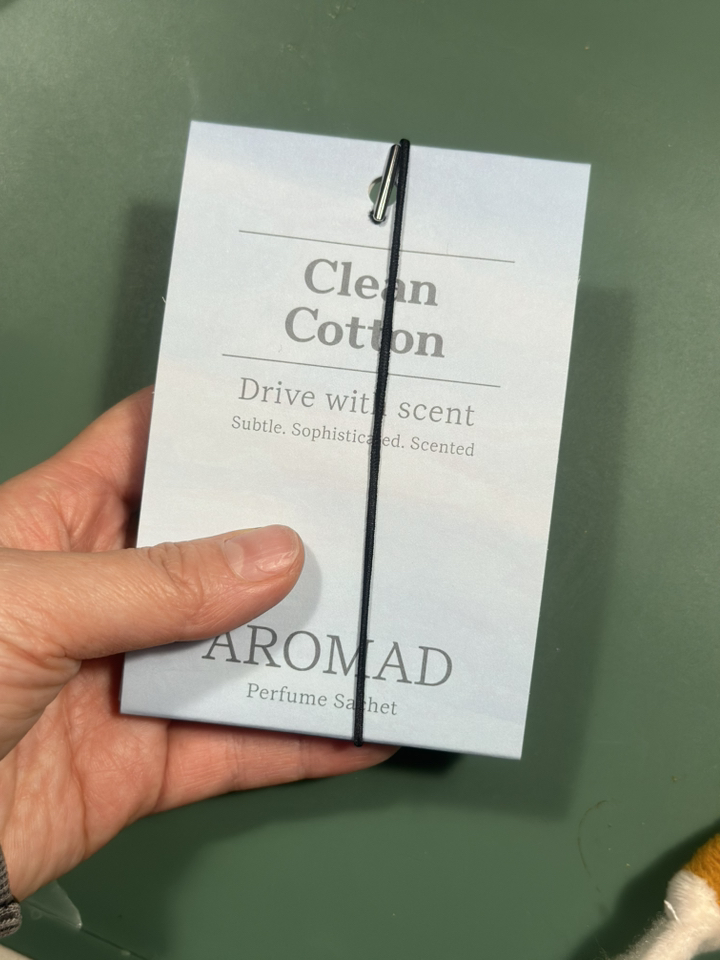 Clean
Cotton
Drive with scent
Subtle. Sophisticated. Scented
AROMAD
Perfume Sachet